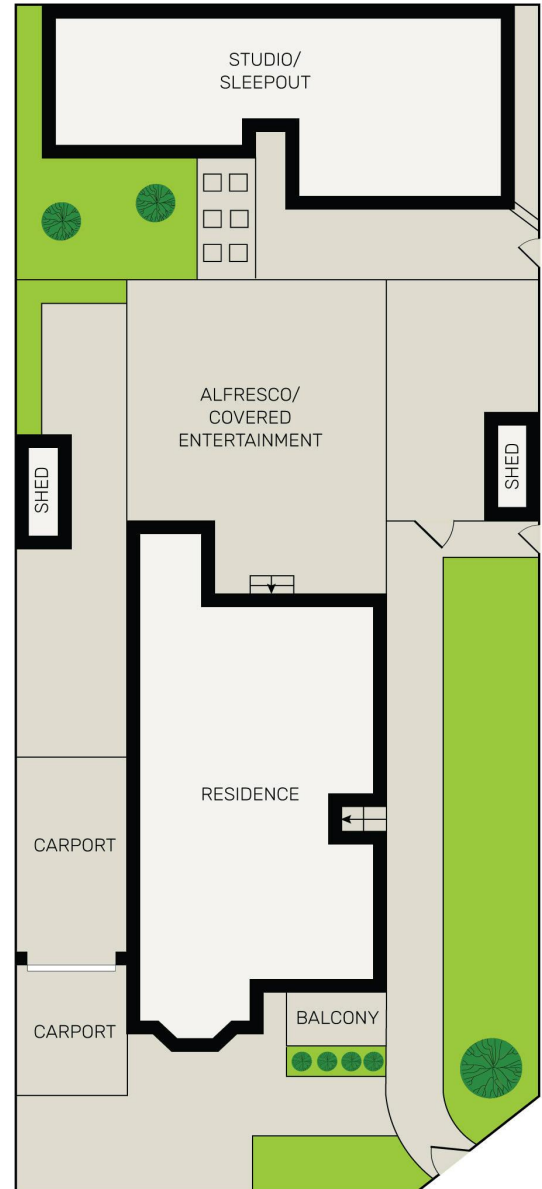 STUDIO/
SLEEPOUT
ALFRESCO/
COVERED
ENTERTAINMENT
SHED
SHED
RESIDENCE
CARPORT
BALCONY
CARPORT